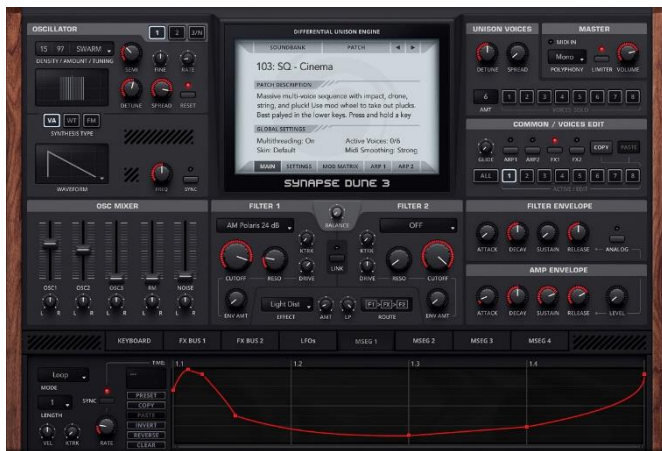 OSCILLATOR
1 2 3/N
15 97 SWARM
DENSITY / AMOUNT / TUNING
SEMI FINE RATE
DETUNE SPREAD RESET
VA WT FM
SYNTHESIS TYPE
WAVEFORM
FREQ SYNC
DIFFERENTIAL UNISON ENGINE
SOUNDBANK PATCH
103: SQ - Cinema
PATCH DESCRIPTION
Massive multi-voice sequence with impact, drone,
string, and pluck! Use mod wheel to take out plucks.
Best palyed in the lower keys. Press and hold a key
GLOBAL SETTINGS
Multithreading: On Active Voices: 0/6
Skin: Default Midi Smoothing: Strong
MAIN SETTINGS MOD MATRIX ARP 1 ARP 2
SYNAPSE DUNE 3
UNISON VOICES
DETUNE SPREAD
MASTER
MIDI IN
Mono
POLYPHONY LIMITER VOLUME
6 1 2 3 4 5 6 7 8
AMT VOICES SOLO
COMMON / VOICES EDIT
GLIDE ARP1 ARP2 FX1 FX2 COPY PASTE
ALL 1 2 3 4 5 6 7 8
ACTIVE / EDIT
OSC MIXER
OSC1 OSC2 OSC3 RM NOISE
L R L R L R L R L R
FILTER 1 FILTER 2
AM Polaris 24 dB BALANCE OFF
KTRK KTRK
CUTOFF RESO DRIVE LINK DRIVE RESO CUTOFF
ENV AMT Light Dist AMT LP F1>FX>F2 ENV AMT
EFFECT ROUTE
FILTER ENVELOPE
ATTACK DECAY SUSTAIN RELEASE ANALOG
AMP ENVELOPE
ATTACK DECAY SUSTAIN RELEASE LEVEL
KEYBOARD FX BUS 1 FX BUS 2 LFOs MSEG 1 MSEG 2 MSEG 3 MSEG 4
Loop
MODE
1
LENGTH
SYNC
VEL KTRK RATE
TIME
PRESET
COPY
PASTE
INVERT
REVERSE
CLEAR
1.1 1.2 1.3 1.4